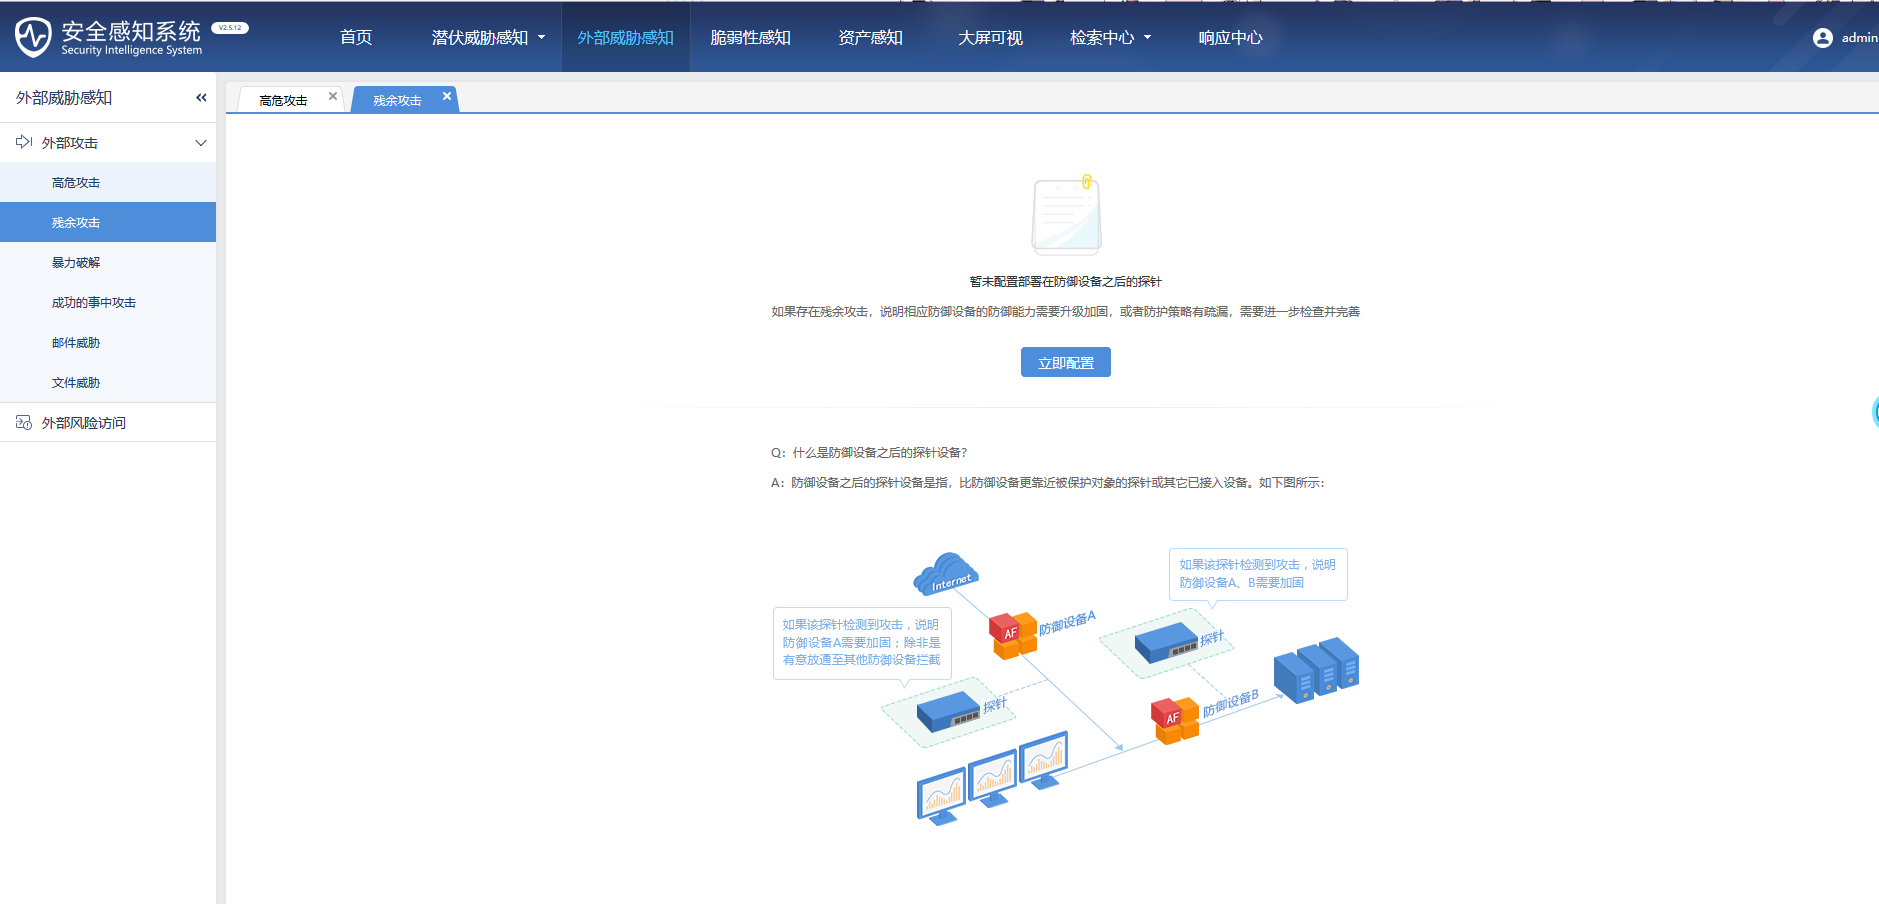 安全感知系统 V2.5.12
Security Intelligence System
首页 潜伏威胁感知 外部威胁感知 脆弱性感知 资产感知 大屏可视 检索中心 响应中心 admin
外部威胁感知
高危攻击 残余攻击
外部攻击
高危攻击
残余攻击
暴力破解
成功的事中攻击
邮件威胁
文件威胁
外部风险访问
暂未配置部署在防御设备之后的探针
如果存在残余攻击，说明相应防御设备的防御能力需要升级加固，或者防护策略有疏漏，需要进一步检查并完善
立即配置
Q：什么是防御设备之后的探针设备？
A：防御设备之后的探针设备是指，比防御设备更靠近被保护对象的探针或其它已接入设备。如下图所示：
Internet
如果该探针检测到攻击，说明
防御设备A、B需要加固
AF
防御设备A
如果该探针检测到攻击，说明
防御设备A需要加固；除非是
有意放通至其他防御设备拦截
探针
探针
AF
防御设备B